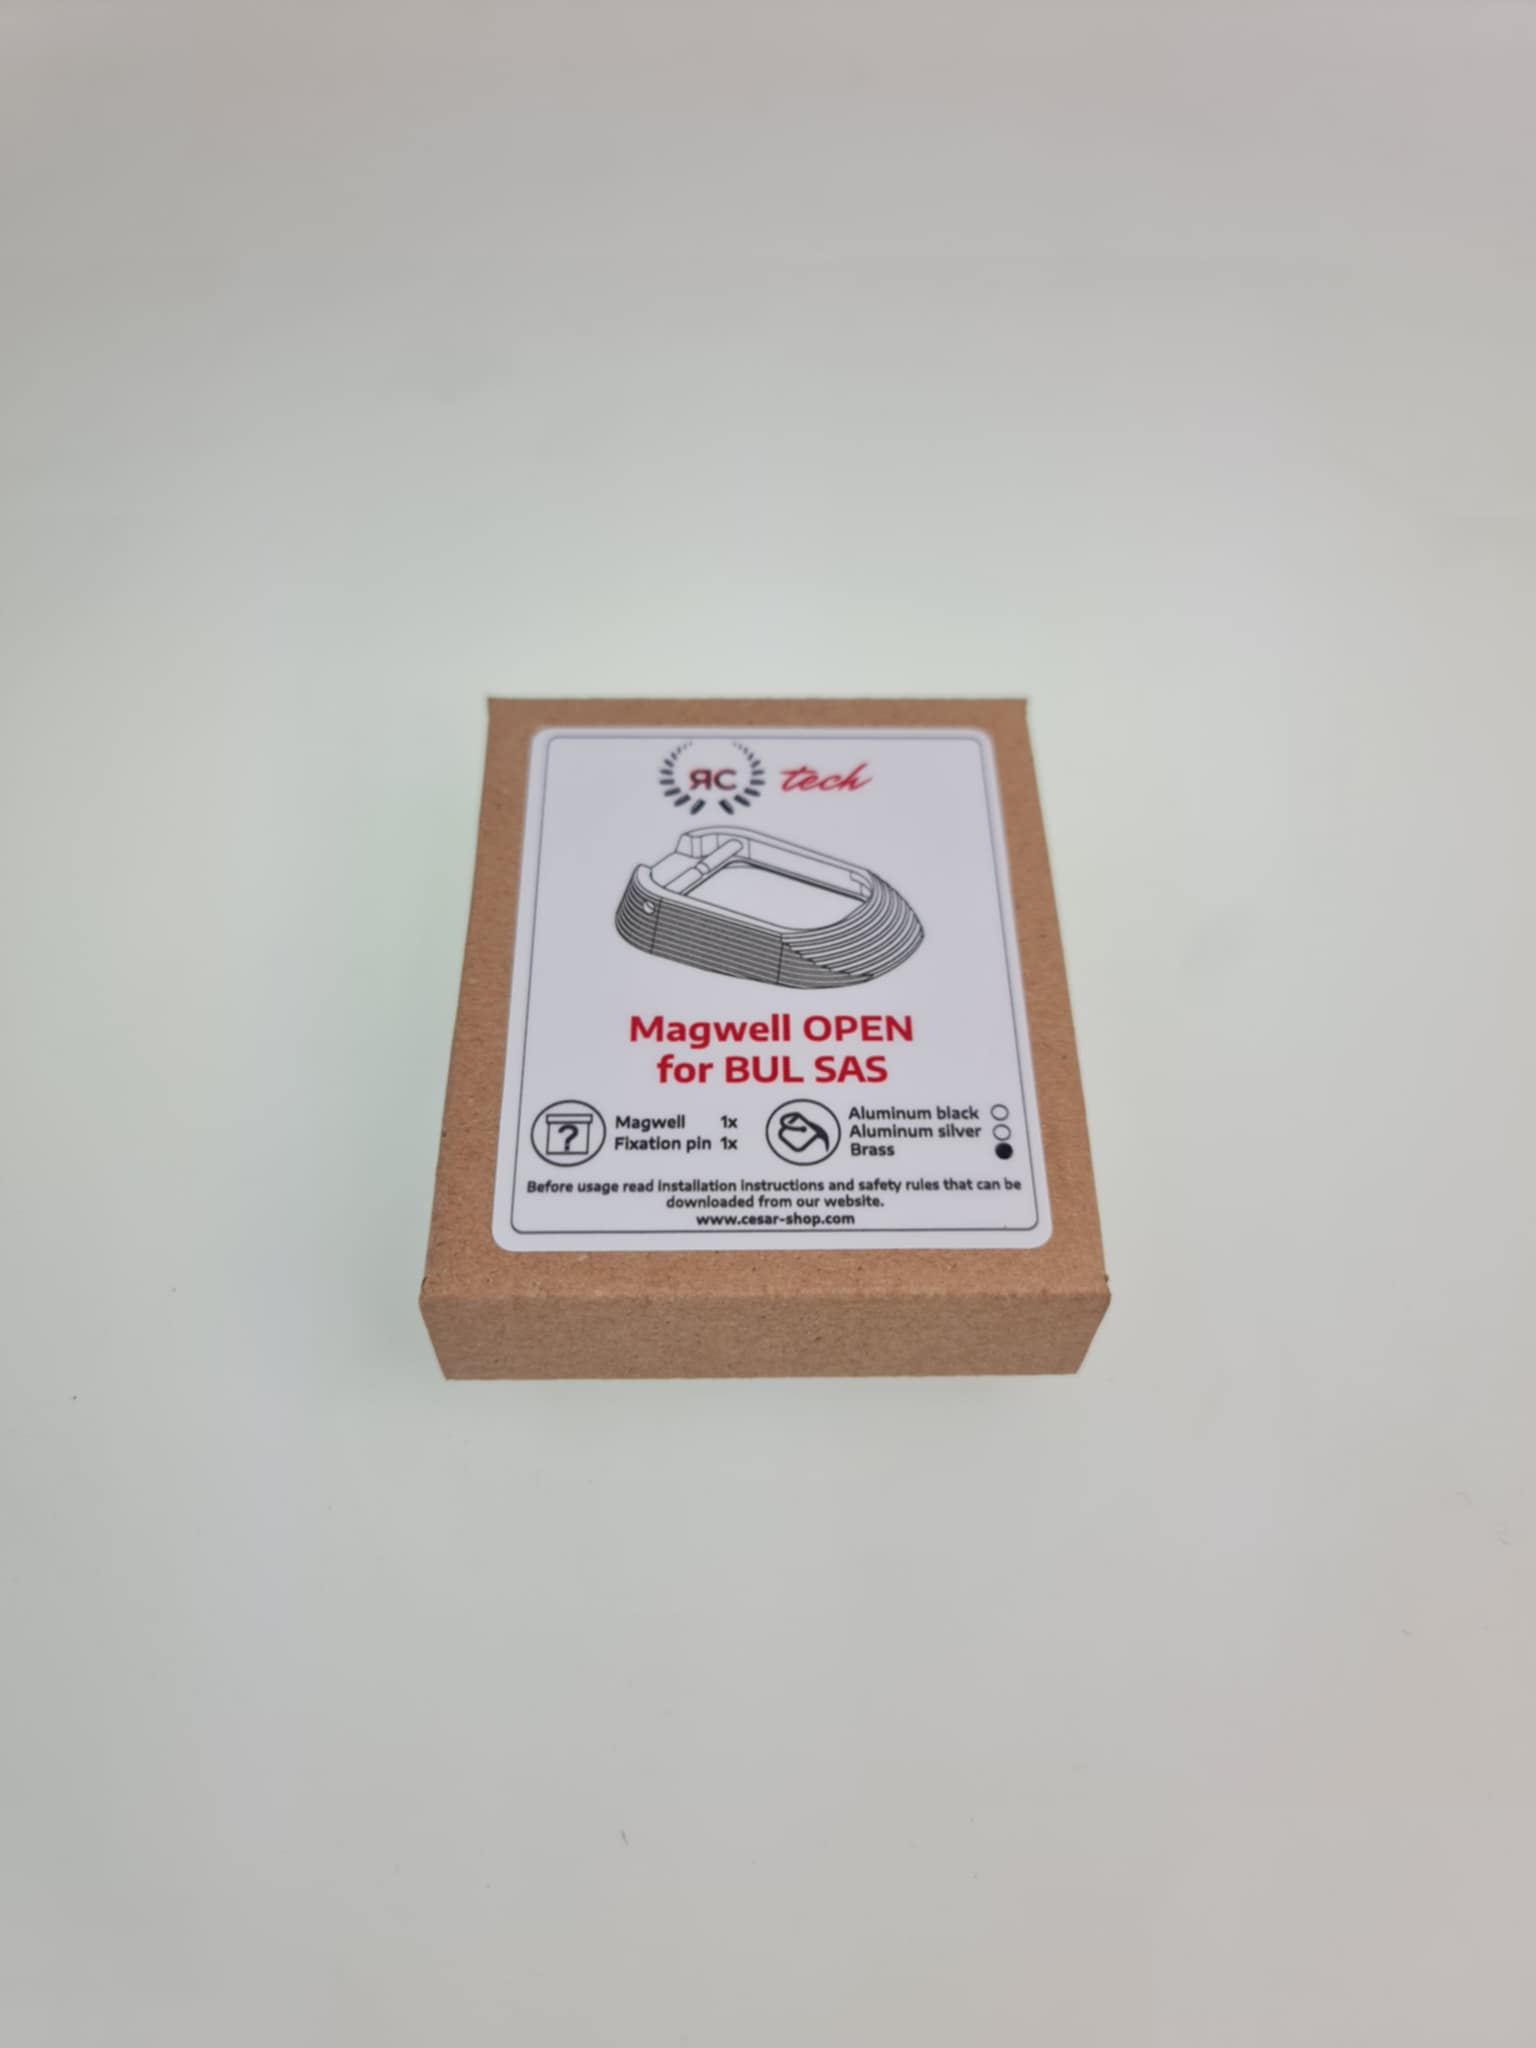 ЯC tech
Magwell OPEN
for BUL SAS
?
Magwell 1x
Fixation pin 1x
Aluminum black
Aluminum silver
Brass
Before usage read installation instructions and safety rules that can be
downloaded from our website.
www.cesar-shop.com